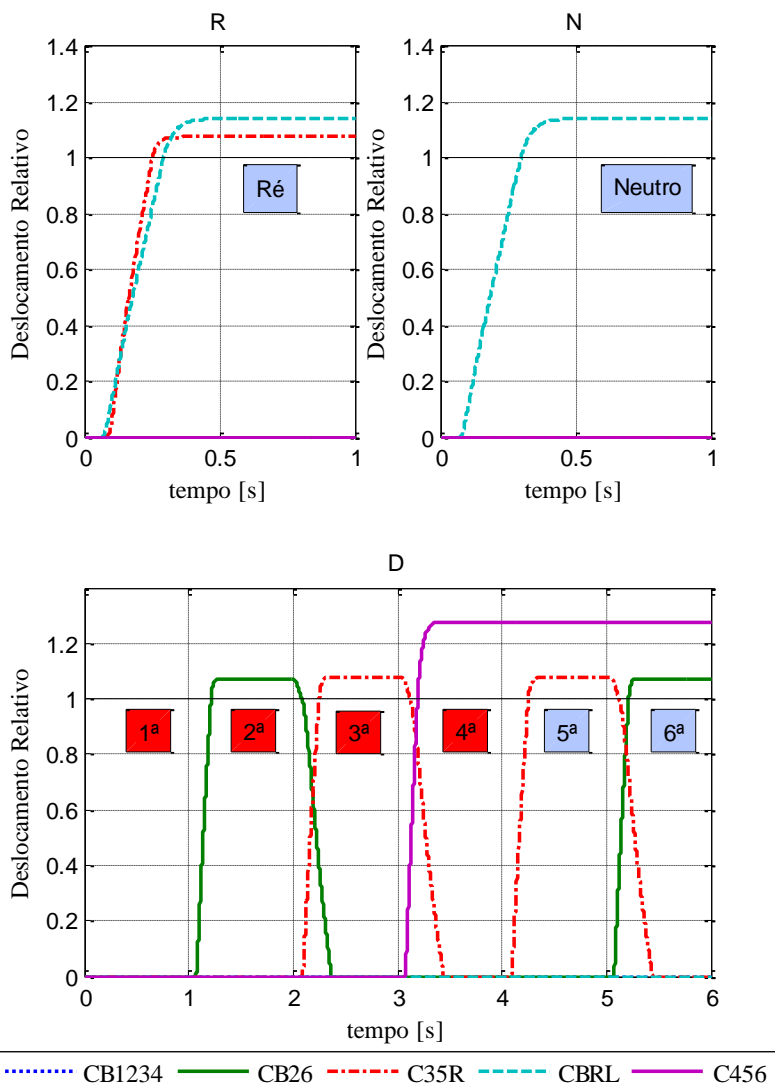 R
N
1.4
1.2
1
0.8
0.6
0.4
0.2
0
Deslocamento Relativo
Ré
0
0.5
1
tempo [s]
1.4
1.2
1
0.8
0.6
0.4
0.2
0
Deslocamento Relativo
Neutro
0
0.5
1
tempo [s]
D
1.2
1
0.8
0.6
0.4
0.2
0
Deslocamento Relativo
1ª 2ª 3ª 4ª 5ª 6ª
0 1 2 3 4 5 6
tempo [s]
CB1234 CB26 C35R CBRL C456